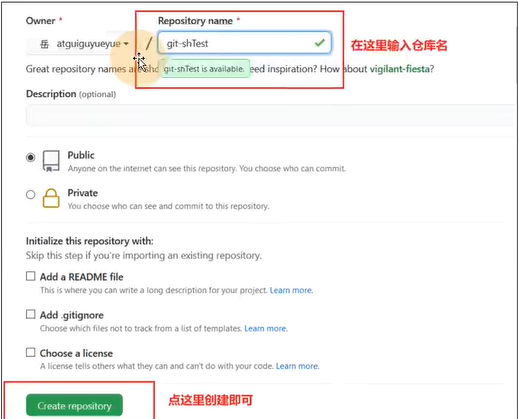 Owner * Repository name *
岳 atguiguyueyue / git-shTest
在这里输入仓库名
git-shTest is available.
Great repository names are sho eed inspiration? How about vigilant-fiesta?
Description (optional)
Public
Anyone on the internet can see this repository. You choose who can commit.
Private
You choose who can see and commit to this repository.
Initialize this repository with:
Skip this step if you're importing an existing repository.
Add a README file
This is where you can write a long description for your project. Learn more.
Add .gitignore
Choose which files not to track from a list of templates. Learn more.
Choose a license
A license tells others what they can and can't do with your code. Learn more.
Create repository
点这里创建即可